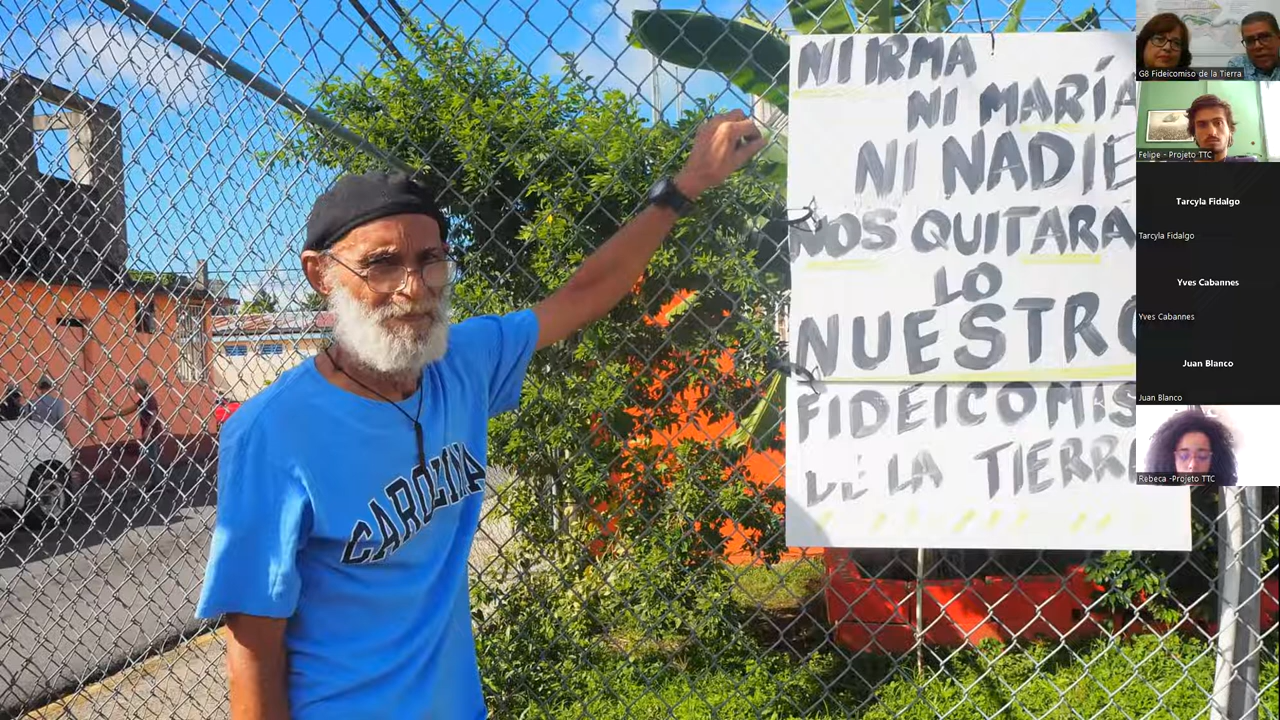 NI IRMA
NI MARÍA
NI NADIE
NOS QUITARÁ
LO
NUESTRO
FIDEICOMIS
DE LA TIERRA
CAROLINA
G8 Fideicomiso de la Tierra
Felipe - Projeto TTC
Tarcyla Fidalgo
Tarcyla Fidalgo
Yves Cabannes
Yves Cabannes
Juan Blanco
Juan Blanco
Rebeca -Projeto TTC